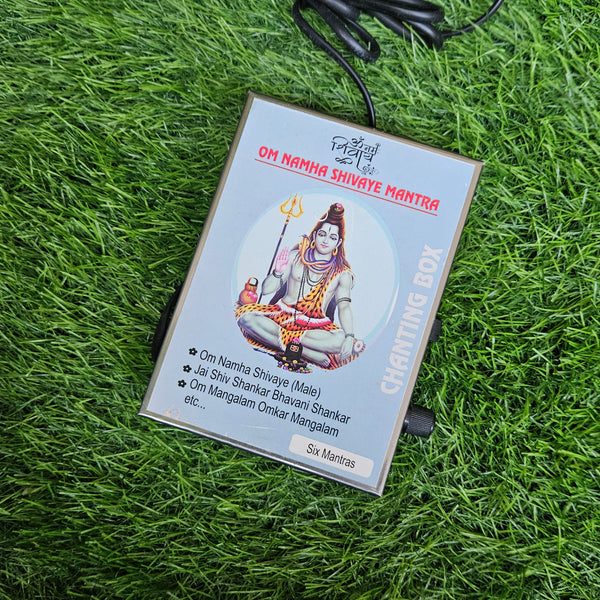 ॐ नमः
शिवाय
OM NAMHA SHIVAYE MANTRA
CHANTING BOX
Om Namha Shivaye (Male)
Jai Shiv Shankar Bhavani Shankar
Om Mangalam Omkar Mangalam
etc...
Six Mantras